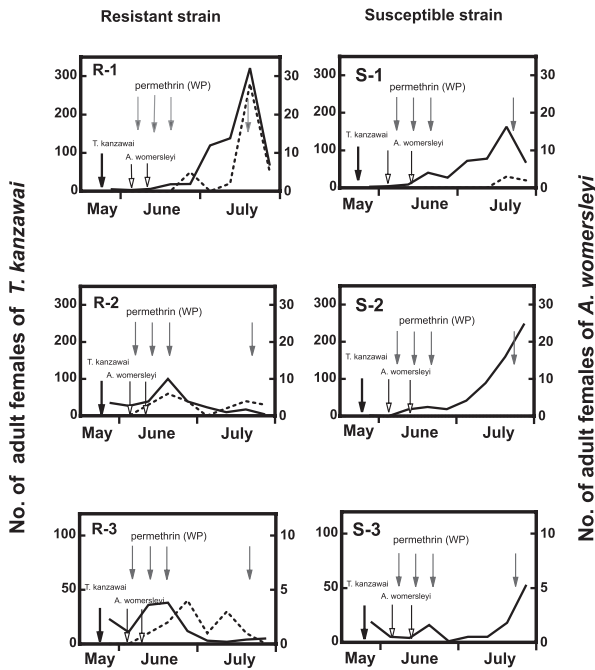 Resistant strain
Susceptible strain
No. of adult females of T. kanzawai
No. of adult females of A. womersleyi
R-1
permethrin (WP)
T. kanzawai
A. womersleyi
300
200
100
0
30
20
10
0
May
June
July
S-1
permethrin (WP)
T. kanzawai
A. womersleyi
300
200
100
0
30
20
10
0
May
June
July
R-2
permethrin (WP)
T. kanzawai
A. womersleyi
300
200
100
0
30
20
10
0
May
June
July
S-2
permethrin (WP)
T. kanzawai
A. womersleyi
300
200
100
0
30
20
10
0
May
June
July
R-3
permethrin (WP)
T. kanzawai
A. womersleyi
100
50
0
10
5
0
May
June
July
S-3
permethrin (WP)
T. kanzawai
A. womersleyi
100
50
0
10
5
0
May
June
July